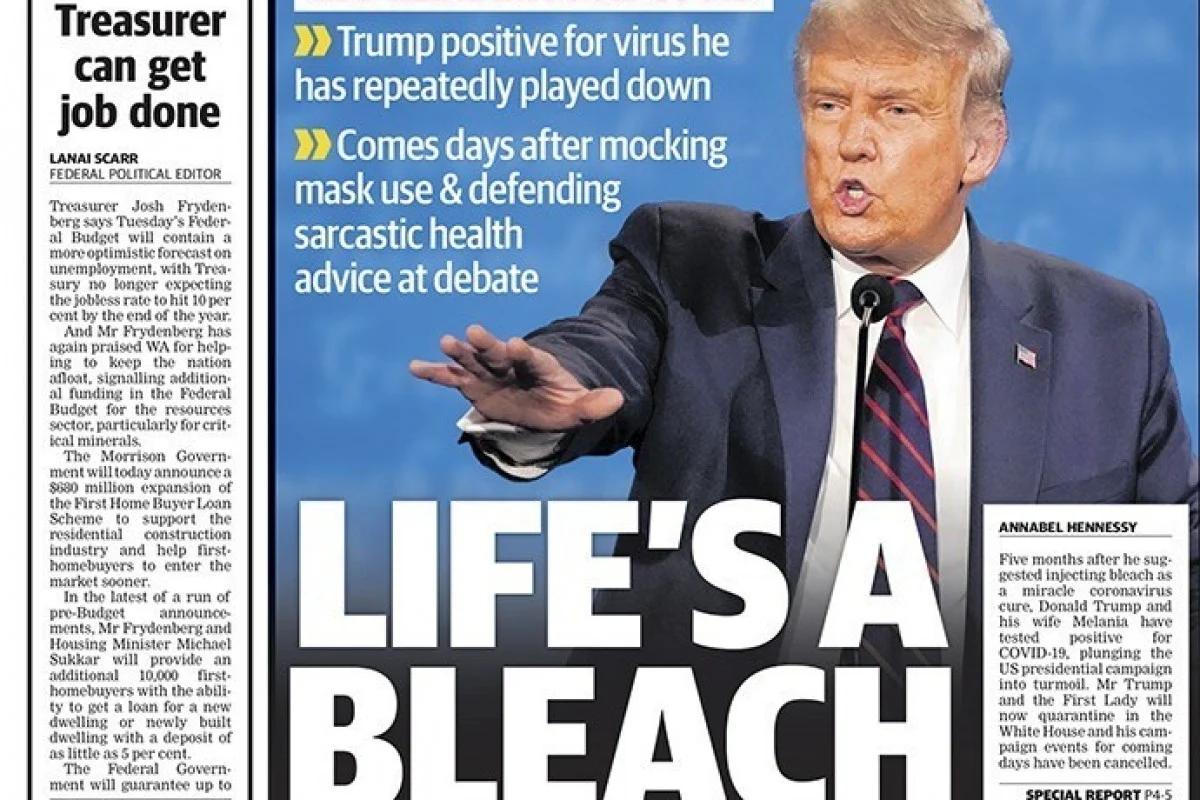 Treasurer
can get
job done
LANAI SCARR
FEDERAL POLITICAL EDITOR
Treasurer Josh Fryden-
berg says Tuesday's Feder-
al Budget will contain a
more optimistic forecast on
unemployment, with Trea-
sury no longer expecting
the jobless rate to hit 10 per
cent by the end of the year.
And Mr Frydenberg has
again praised WA for help-
ing to keep the nation
afloat, signalling addition-
al funding in the Federal
Budget for the resources
sector, particularly for crit-
ical minerals.
The Morrison Govern-
ment will today announce a
$680 million expansion of
the First Home Buyer Loan
Scheme to support the
residential construction
industry and help first-
homebuyers to enter the
market sooner.
In the latest of a run of
pre-Budget announce-
ments, Mr Frydenberg and
Housing Minister Michael
Sukkar will provide an
additional 10,000 first-
homebuyers with the abili-
ty to get a loan for a new
dwelling or newly built
dwelling with a deposit of
as little as 5 per cent.
The Federal Govern-
ment will guarantee up to
Trump positive for virus he
has repeatedly played down
Comes days after mocking
mask use & defending
sarcastic health
advice at debate
LIFE'S A
BLEACH
ANNABEL HENNESSY
Five months after he sug-
gested injecting bleach as
a miracle coronavirus
cure, Donald Trump and
his wife Melania have
tested positive for
COVID-19, plunging the
US presidential campaign
into turmoil. Mr Trump
and the First Lady will
now quarantine in the
White House and his cam-
paign events for coming
days have been cancelled.
SPECIAL REPORT P4-5